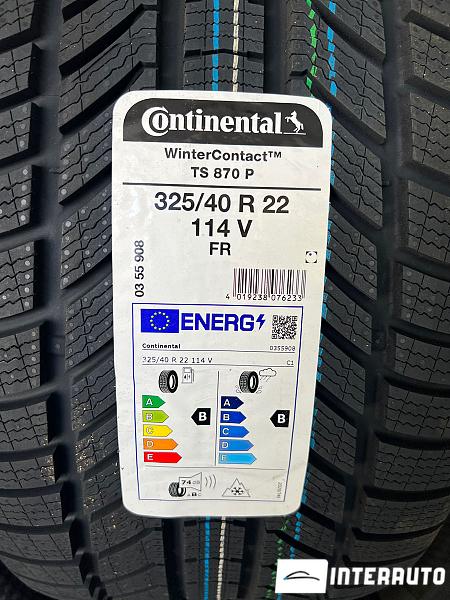 Continental
WinterContact™
TS 870 P
325/40 R 22
114 V
FR
03 55 908
4 019238 076233
ENERG
Continental 0355908
325/40 R 22 114 V C1
A A
B B B B
C C
D D
E E
74 dB
A B C
INTERAUTO